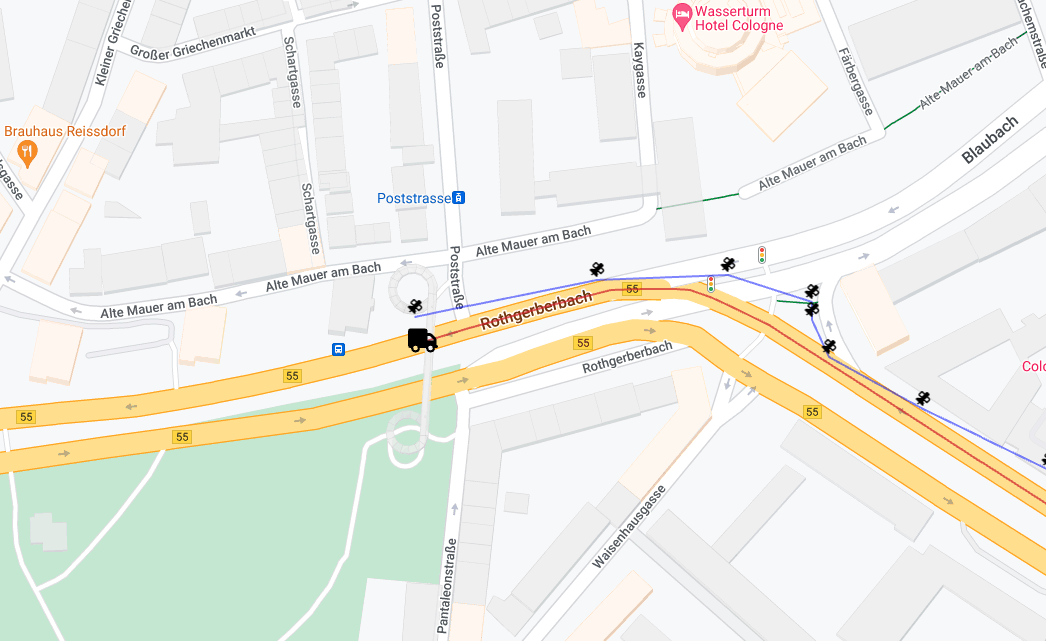 Wasserturm
Hotel Cologne
Poststraße
Kleiner Griechen
Großer Griechenmarkt
Schartgasse
Kaygasse
Färbergasse
Alte-Mauer-am-Bach
Brauhaus Reissdorf
Blaubach
Alte Mauer am Bach
Poststrasse
Schartgasse
Alte Mauer am Bach
Poststraße
Alte Mauer am Bach
Alte Mauer am Bach
55
Rothgerberbach
55
Rothgerberbach
55
Colo
55
55
55
Waisenhausgasse
Pantaleonstraße